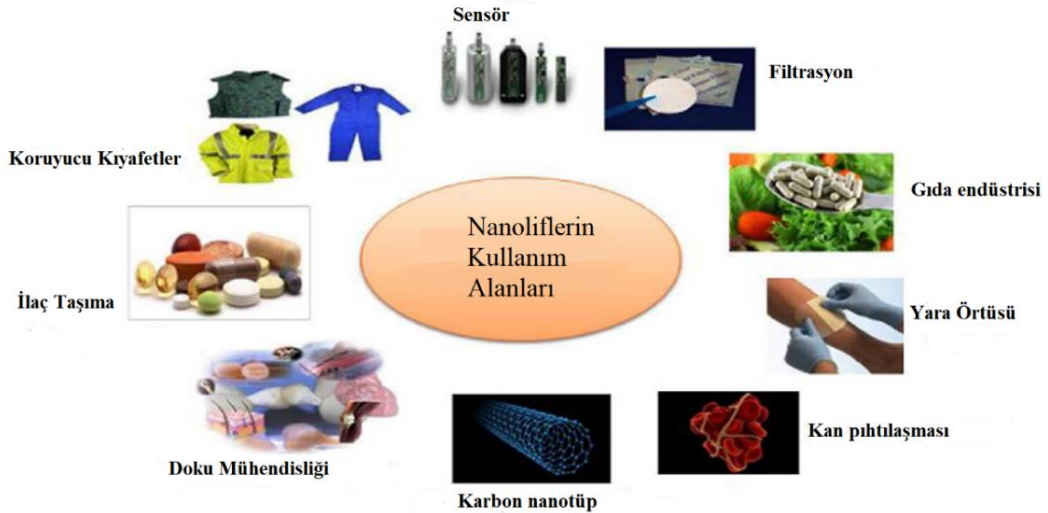 Sensör
Filtrasyon
Koruyucu Kıyafetler
Gıda endüstrisi
Nanoliflerin
Kullanım
Alanları
İlaç Taşıma
Yara Örtüsü
Kan pıhtılaşması
Doku Mühendisliği
Karbon nanotüp